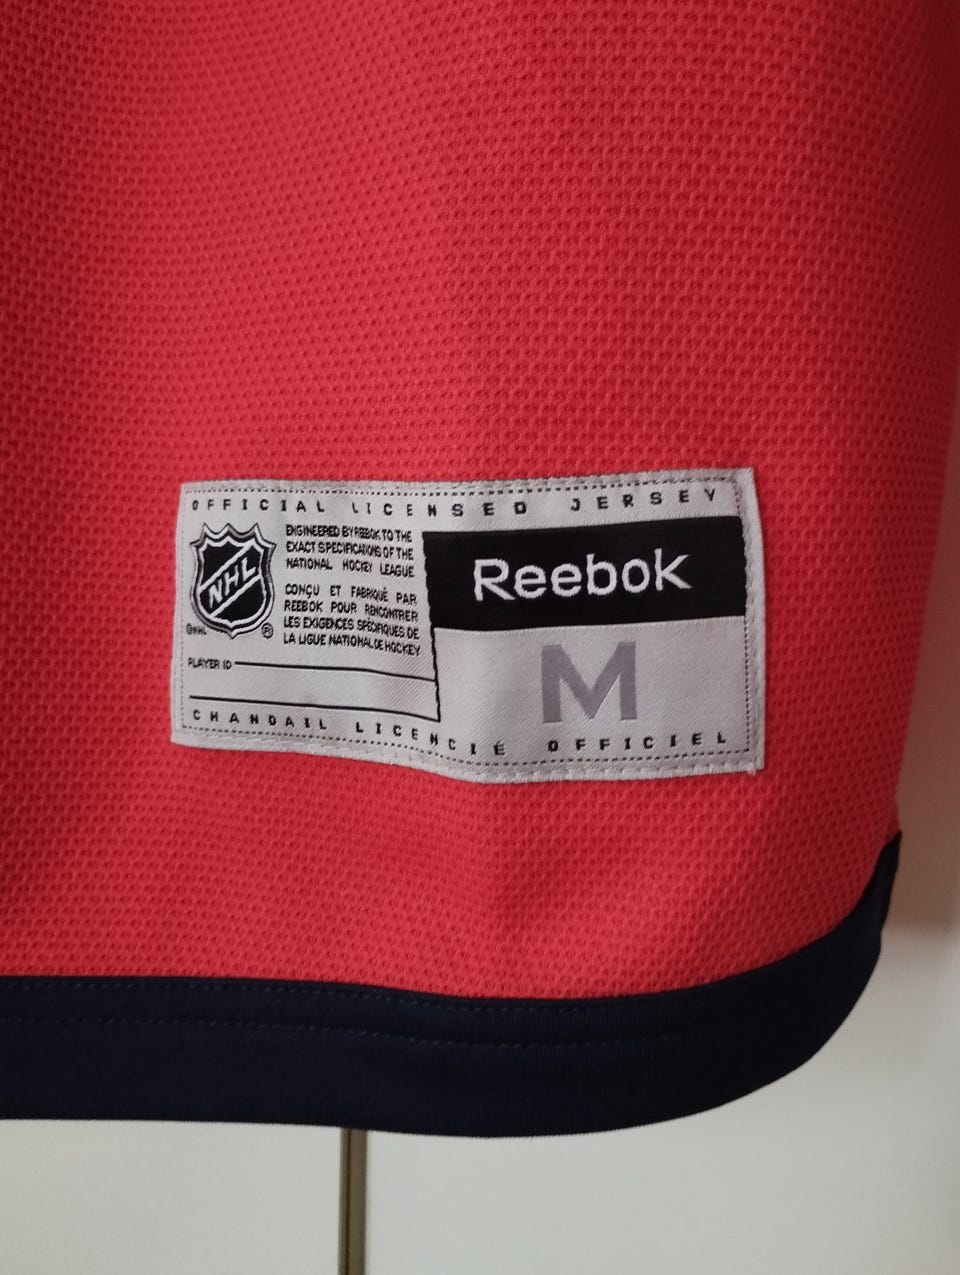 OFFICIAL LICENSED JERSEY
NHL
®
©NHL
ENGINEERED BY REEBOK TO THE
EXACT SPECIFICATIONS OF THE
NATIONAL HOCKEY LEAGUE
CONÇU ET FABRIQUÉ PAR
REEBOK POUR RENCONTRER
LES EXIGENCES SPÉCIFIQUES DE
LA LIGUE NATIONAL DE HOCKEY
PLAYER ID
Reebok
M
CHANDAIL LICENCIÉ OFFICIEL